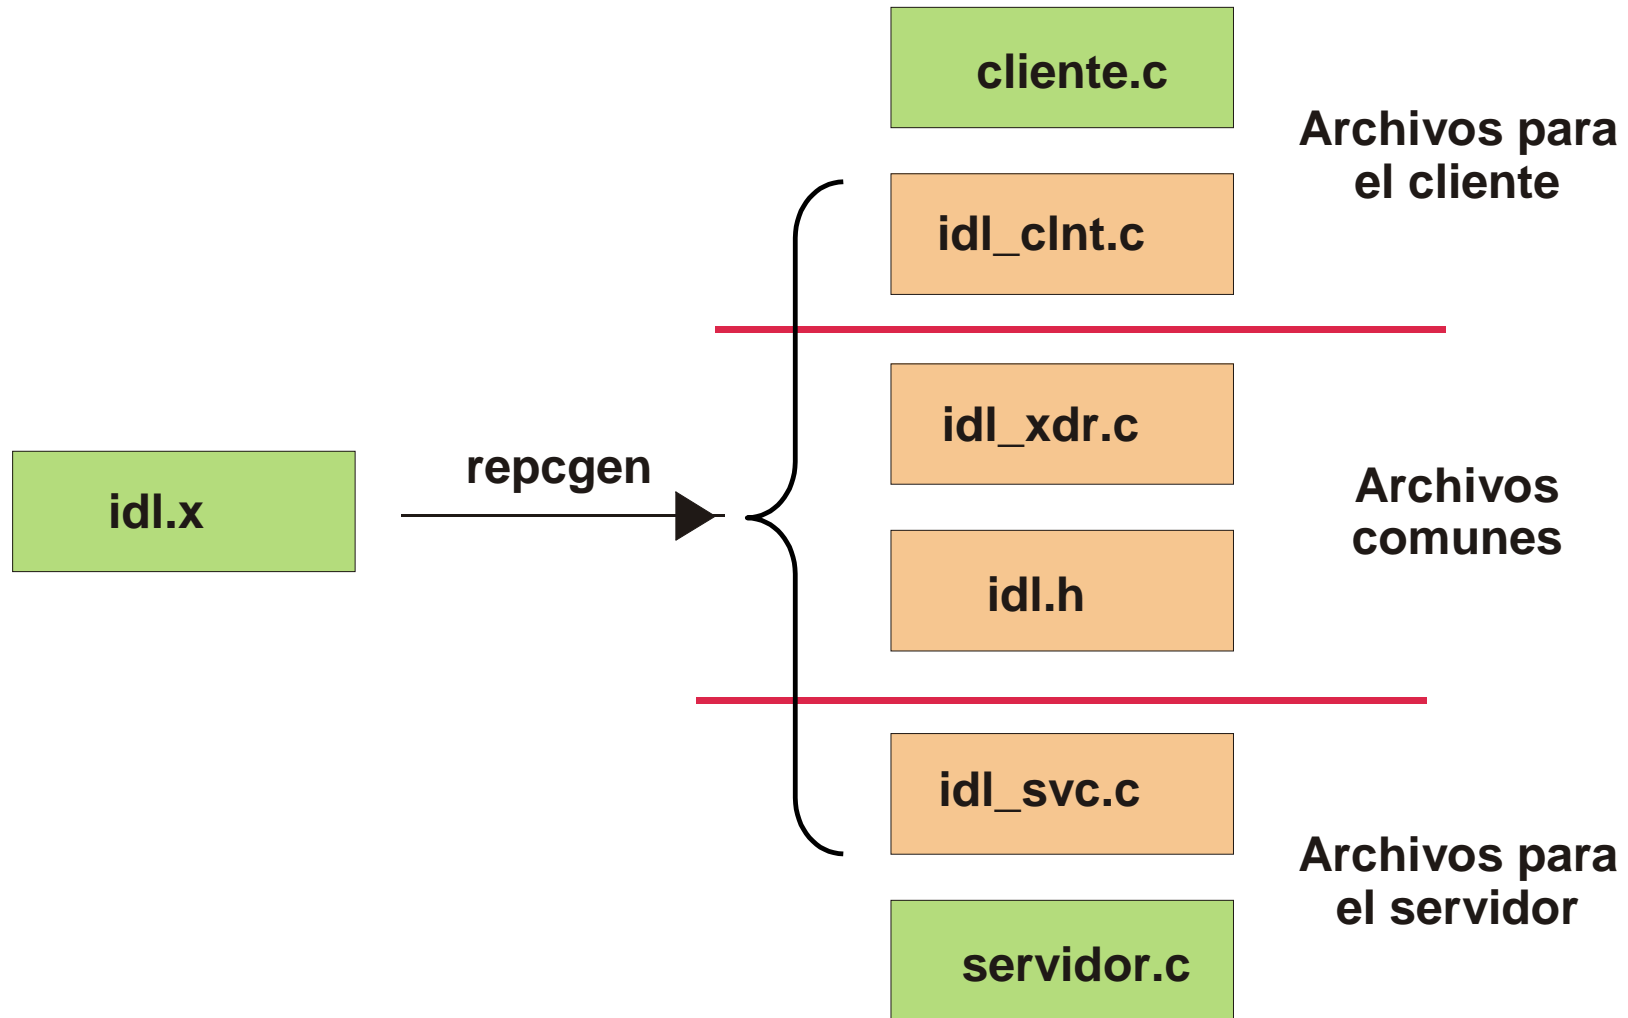 cliente.c
Archivos para
el cliente
idl_clnt.c
idl_xdr.c
repcgen
idl.x
Archivos
comunes
idl.h
idl_svc.c
Archivos para
el servidor
servidor.c